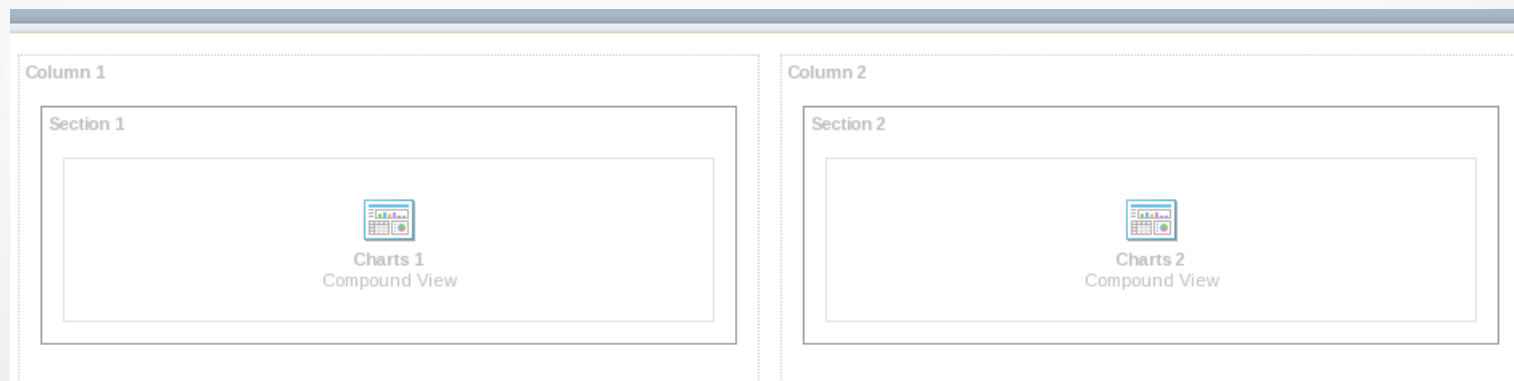 Column 1
Section 1
Charts 1
Compound View
Column 2
Section 2
Charts 2
Compound View